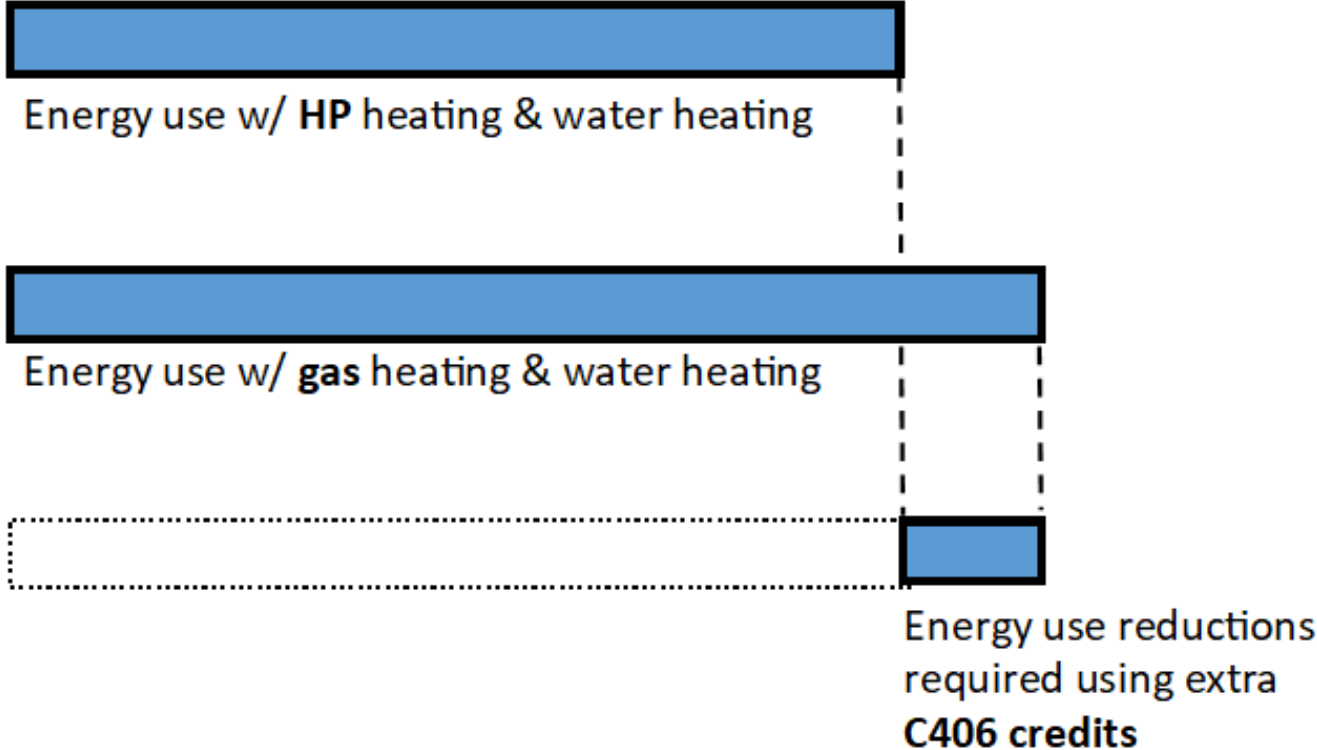 Energy use w/ HP heating & water heating
Energy use w/ gas heating & water heating
Energy use reductions
required using extra
C406 credits